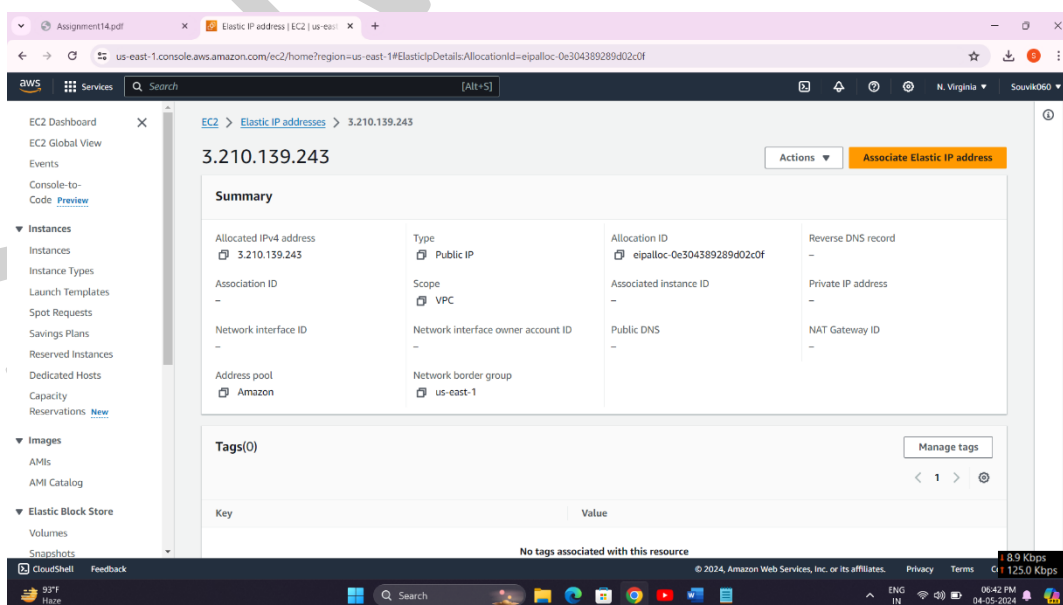 Assignment14.pdf
Elastic IP address | EC2 | us-east
us-east-1.console.aws.amazon.com/ec2/home?region=us-east-1#ElasticIpDetails:AllocationId=eipalloc-0e304389289d02c0f
S
aws Services Search [Alt+S] N. Virginia Souvik060
EC2 Dashboard
EC2 Global View
Events
Console-to-
Code Preview
Instances
Instances
Instance Types
Launch Templates
Spot Requests
Savings Plans
Reserved Instances
Dedicated Hosts
Capacity
Reservations New
Images
AMIs
AMI Catalog
Elastic Block Store
Volumes
Snapshots
EC2 > Elastic IP addresses > 3.210.139.243
3.210.139.243
Actions Associate Elastic IP address
Summary
Allocated IPv4 address Type Allocation ID Reverse DNS record
3.210.139.243 Public IP eipalloc-0e304389289d02c0f –
Association ID Scope Associated instance ID Private IP address
– VPC – –
Network interface ID Network interface owner account ID Public DNS NAT Gateway ID
– – – –
Address pool Network border group
Amazon us-east-1
Tags(0) Manage tags
1
Key Value
No tags associated with this resource
CloudShell Feedback © 2024, Amazon Web Services, Inc. or its affiliates. Privacy Terms
8.9 Kbps
125.0 Kbps
93°F
Haze
Search
ENG
IN
06:42 PM
04-05-2024